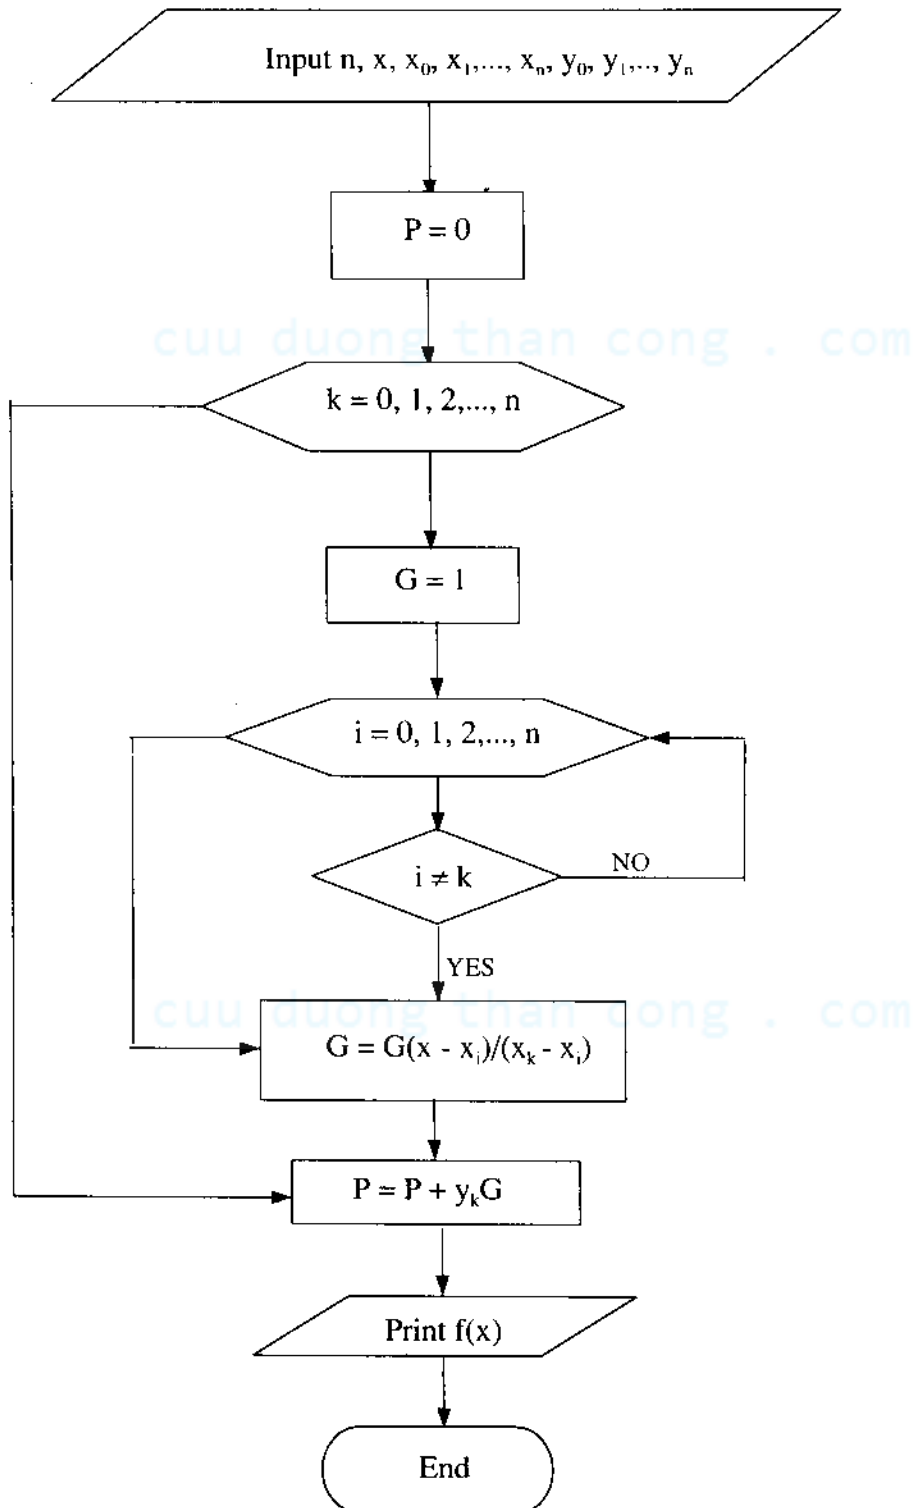 Input n, x, x₀, x₁,..., xₙ, y₀, y₁,.., yₙ
P = 0
cuu duong than cong . com
k = 0, 1, 2,..., n
G = 1
i = 0, 1, 2,..., n
i ≠ k
NO
YES
cuu duong than cong . com
G = G(x - xᵢ)/(xₖ - xᵢ)
P = P + yₖG
Print f(x)
End